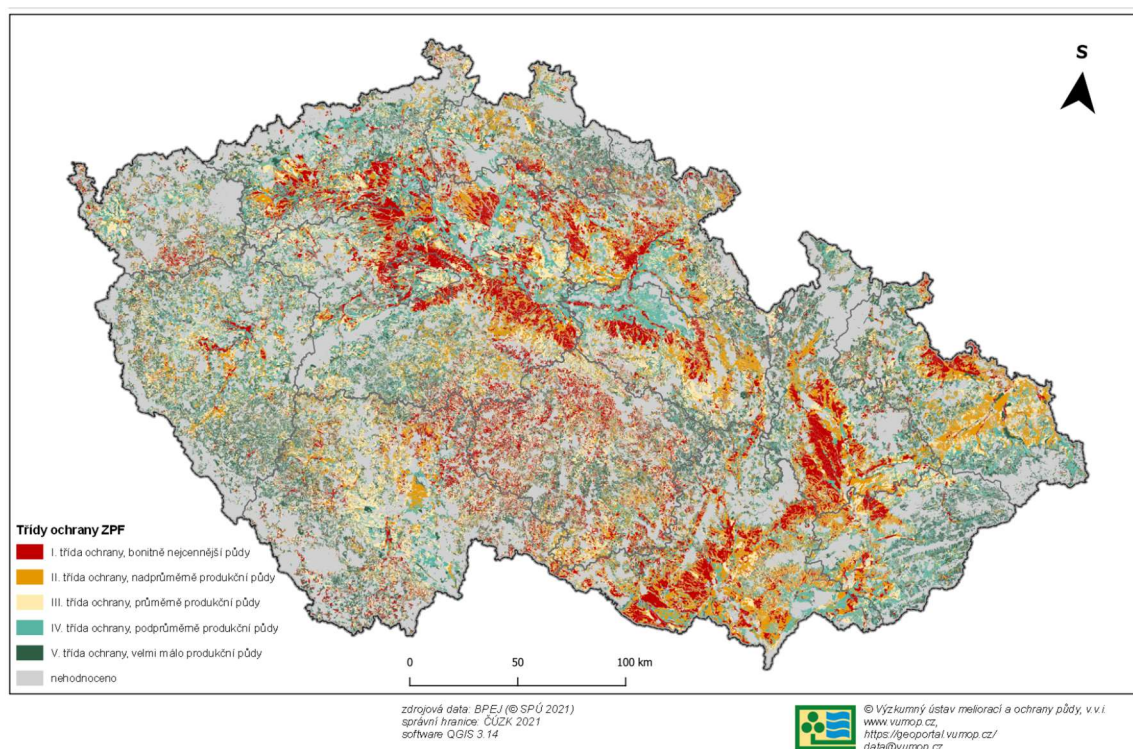 S
Třídy ochrany ZPF
I. třída ochrany, bonitně nejcennější půdy
II. třída ochrany, nadprůměrně produkční půdy
III. třída ochrany, průměrně produkční půdy
IV. třída ochrany, podprůměrně produkční půdy
V. třída ochrany, velmi málo produkční půdy
nehodnoceno
0 50 100 km
zdrojová data: BPEJ (© SPÚ 2021)
správní hranice: ČÚZK 2021
software QGIS 3.14
© Výzkumný ústav meliorací a ochrany půdy, v.v.i.
www.vumop.cz,
https://geoportal.vumop.cz/
data@vumop.cz